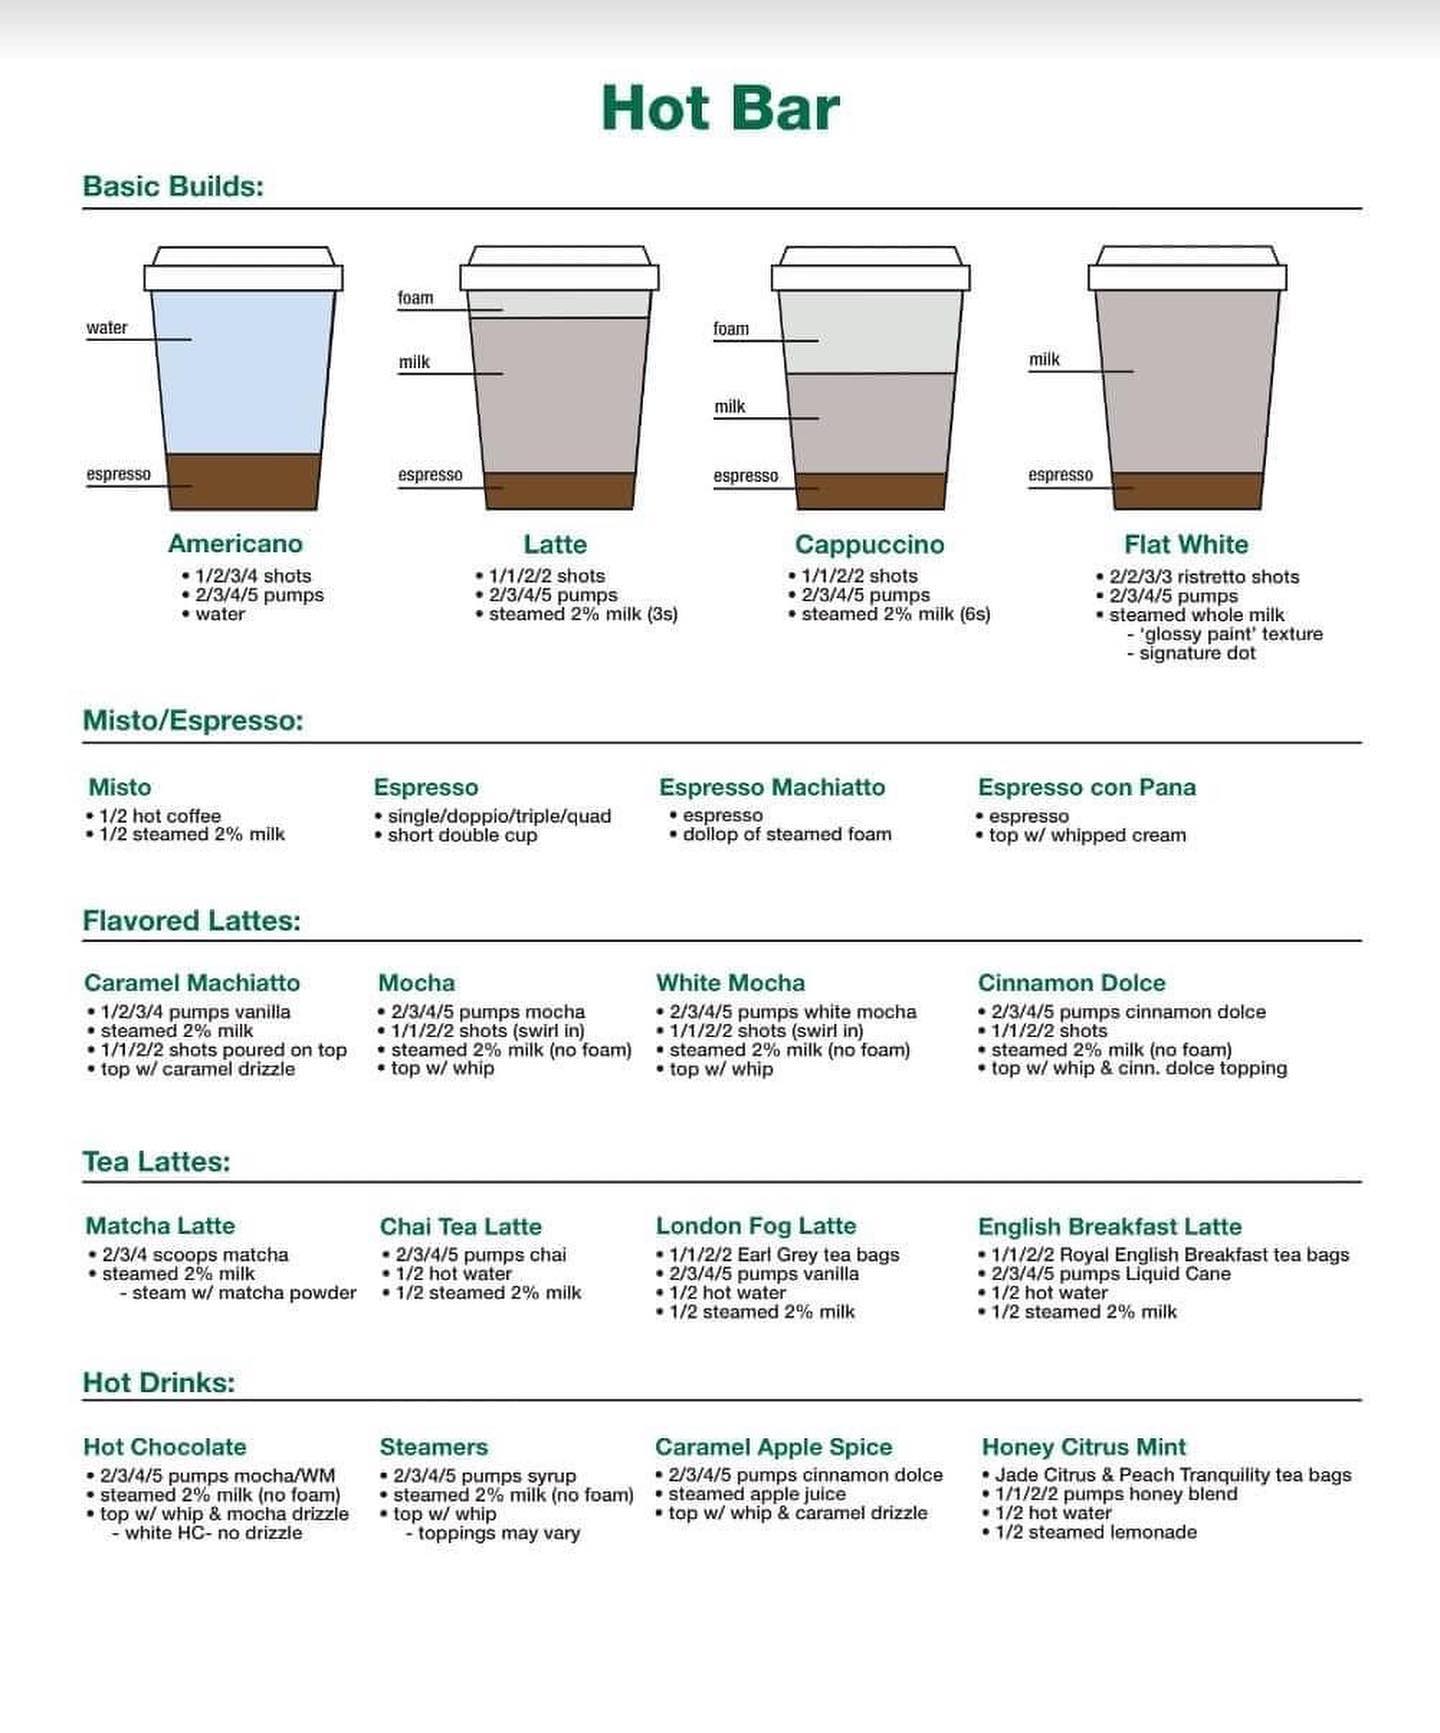 Hot Bar
Basic Builds:
water
espresso
foam
milk
espresso
foam
milk
espresso
milk
espresso
Americano
• 1/2/3/4 shots
• 2/3/4/5 pumps
• water
Latte
• 1/1/2/2 shots
• 2/3/4/5 pumps
• steamed 2% milk (3s)
Cappuccino
• 1/1/2/2 shots
• 2/3/4/5 pumps
• steamed 2% milk (6s)
Flat White
• 2/2/3/3 ristretto shots
• 2/3/4/5 pumps
• steamed whole milk
- 'glossy paint' texture
- signature dot
Misto/Espresso:
Misto
• 1/2 hot coffee
• 1/2 steamed 2% milk
Espresso
• single/doppio/triple/quad
• short double cup
Espresso Machiatto
• espresso
• dollop of steamed foam
Espresso con Pana
• espresso
• top w/ whipped cream
Flavored Lattes:
Caramel Machiatto
• 1/2/3/4 pumps vanilla
• steamed 2% milk
• 1/1/2/2 shots poured on top
• top w/ caramel drizzle
Mocha
• 2/3/4/5 pumps mocha
• 1/1/2/2 shots (swirl in)
• steamed 2% milk (no foam)
• top w/ whip
White Mocha
• 2/3/4/5 pumps white mocha
• 1/1/2/2 shots (swirl in)
• steamed 2% milk (no foam)
• top w/ whip
Cinnamon Dolce
• 2/3/4/5 pumps cinnamon dolce
• 1/1/2/2 shots
• steamed 2% milk (no foam)
• top w/ whip & cinn. dolce topping
Tea Lattes:
Matcha Latte
• 2/3/4 scoops matcha
• steamed 2% milk
- steam w/ matcha powder
Chai Tea Latte
• 2/3/4/5 pumps chai
• 1/2 hot water
• 1/2 steamed 2% milk
London Fog Latte
• 1/1/2/2 Earl Grey tea bags
• 2/3/4/5 pumps vanilla
• 1/2 hot water
• 1/2 steamed 2% milk
English Breakfast Latte
• 1/1/2/2 Royal English Breakfast tea bags
• 2/3/4/5 pumps Liquid Cane
• 1/2 hot water
• 1/2 steamed 2% milk
Hot Drinks:
Hot Chocolate
• 2/3/4/5 pumps mocha/WM
• steamed 2% milk (no foam)
• top w/ whip & mocha drizzle
- white HC- no drizzle
Steamers
• 2/3/4/5 pumps syrup
• steamed 2% milk (no foam)
• top w/ whip
- toppings may vary
Caramel Apple Spice
• 2/3/4/5 pumps cinnamon dolce
• steamed apple juice
• top w/ whip & caramel drizzle
Honey Citrus Mint
• Jade Citrus & Peach Tranquility tea bags
• 1/1/2/2 pumps honey blend
• 1/2 hot water
• 1/2 steamed lemonade